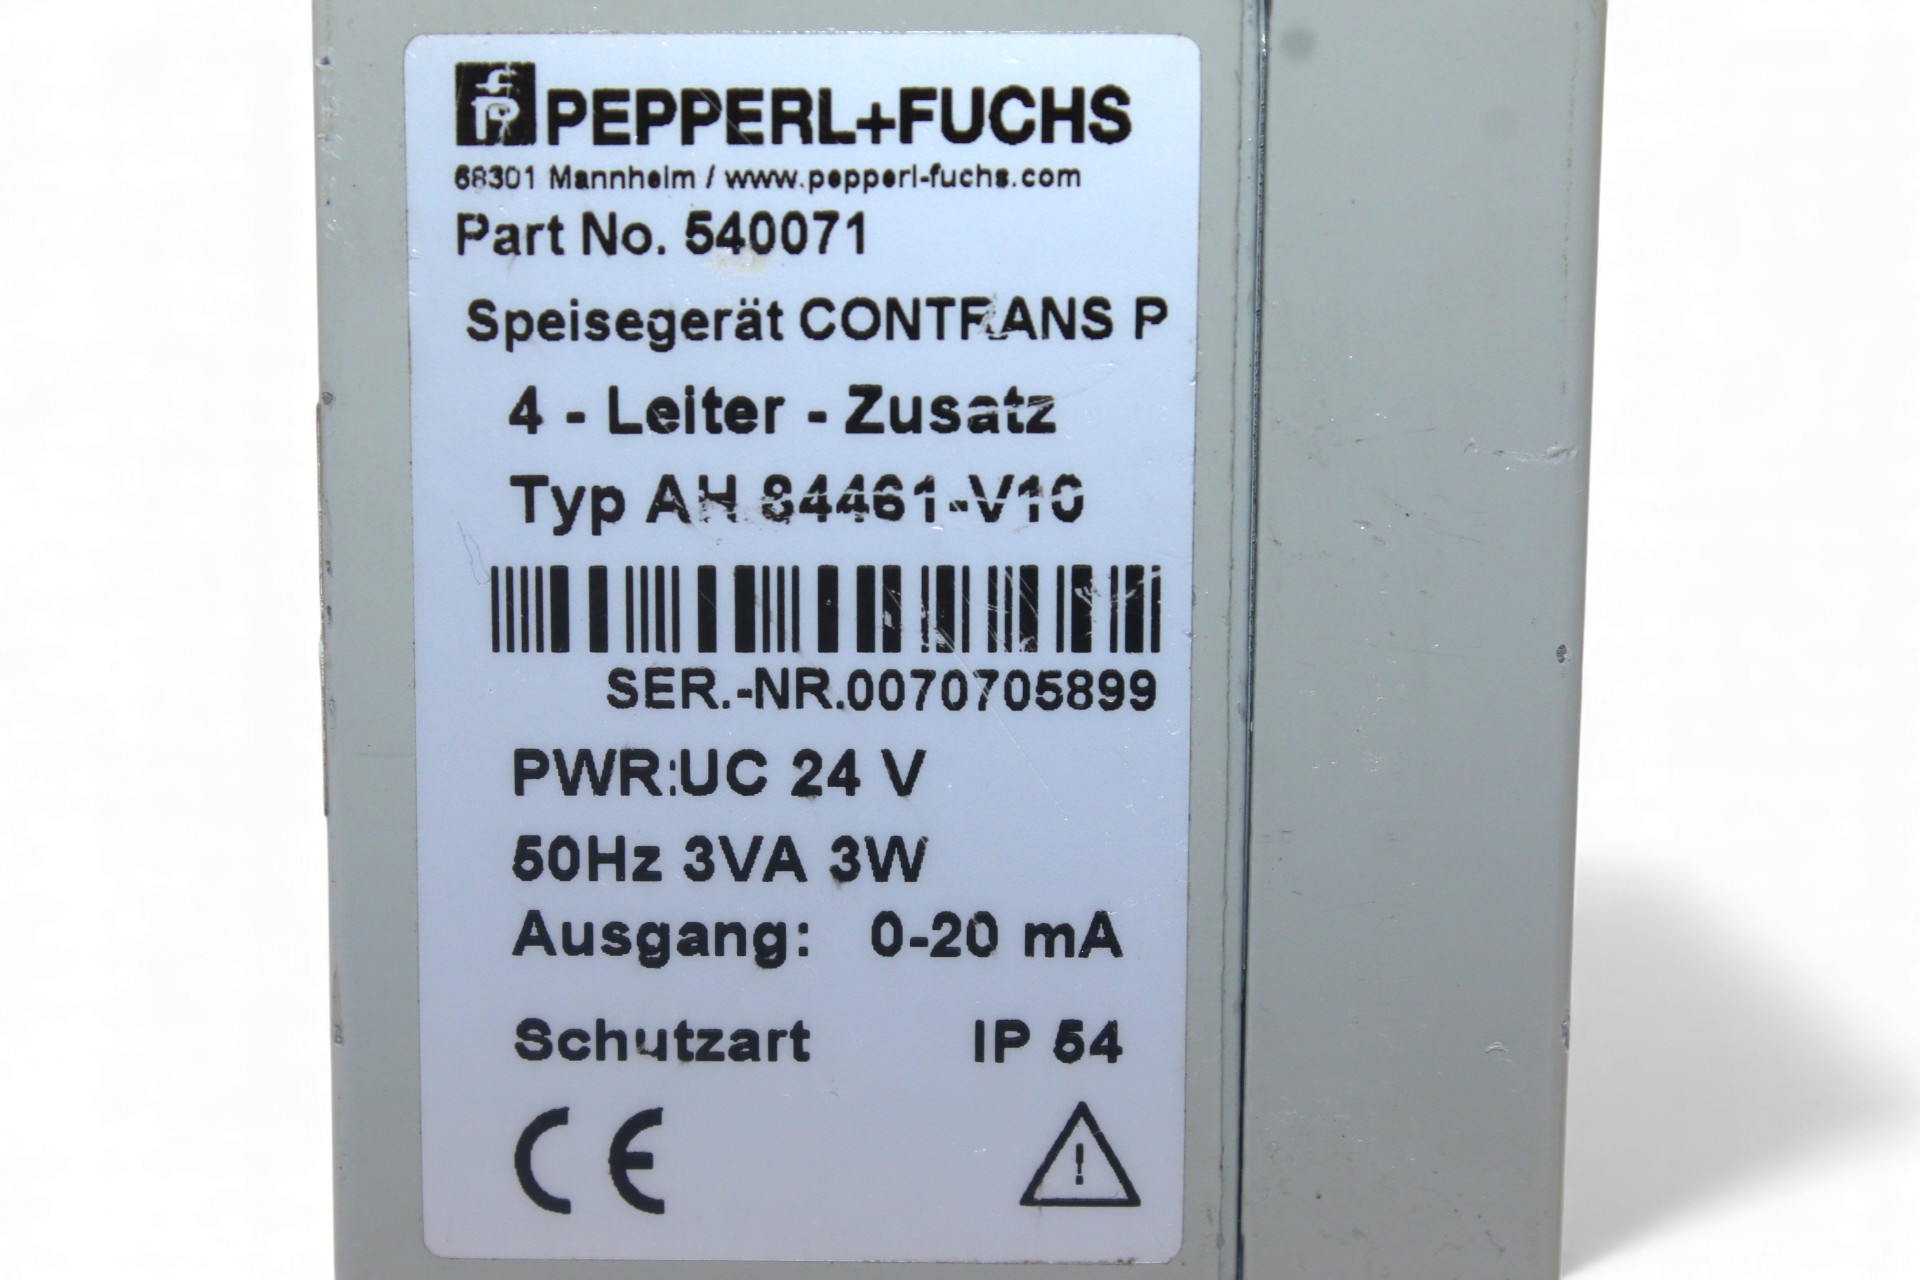 PEPPERL+FUCHS
68301 Mannheim / www.pepperl-fuchs.com
Part No. 540071
Speisegerät CONTRANS P
4 - Leiter - Zusatz
Typ AH 84461-V10
SER.-NR.0070705899
PWR:UC 24 V
50Hz 3VA 3W
Ausgang: 0-20 mA
Schutzart IP 54
CE